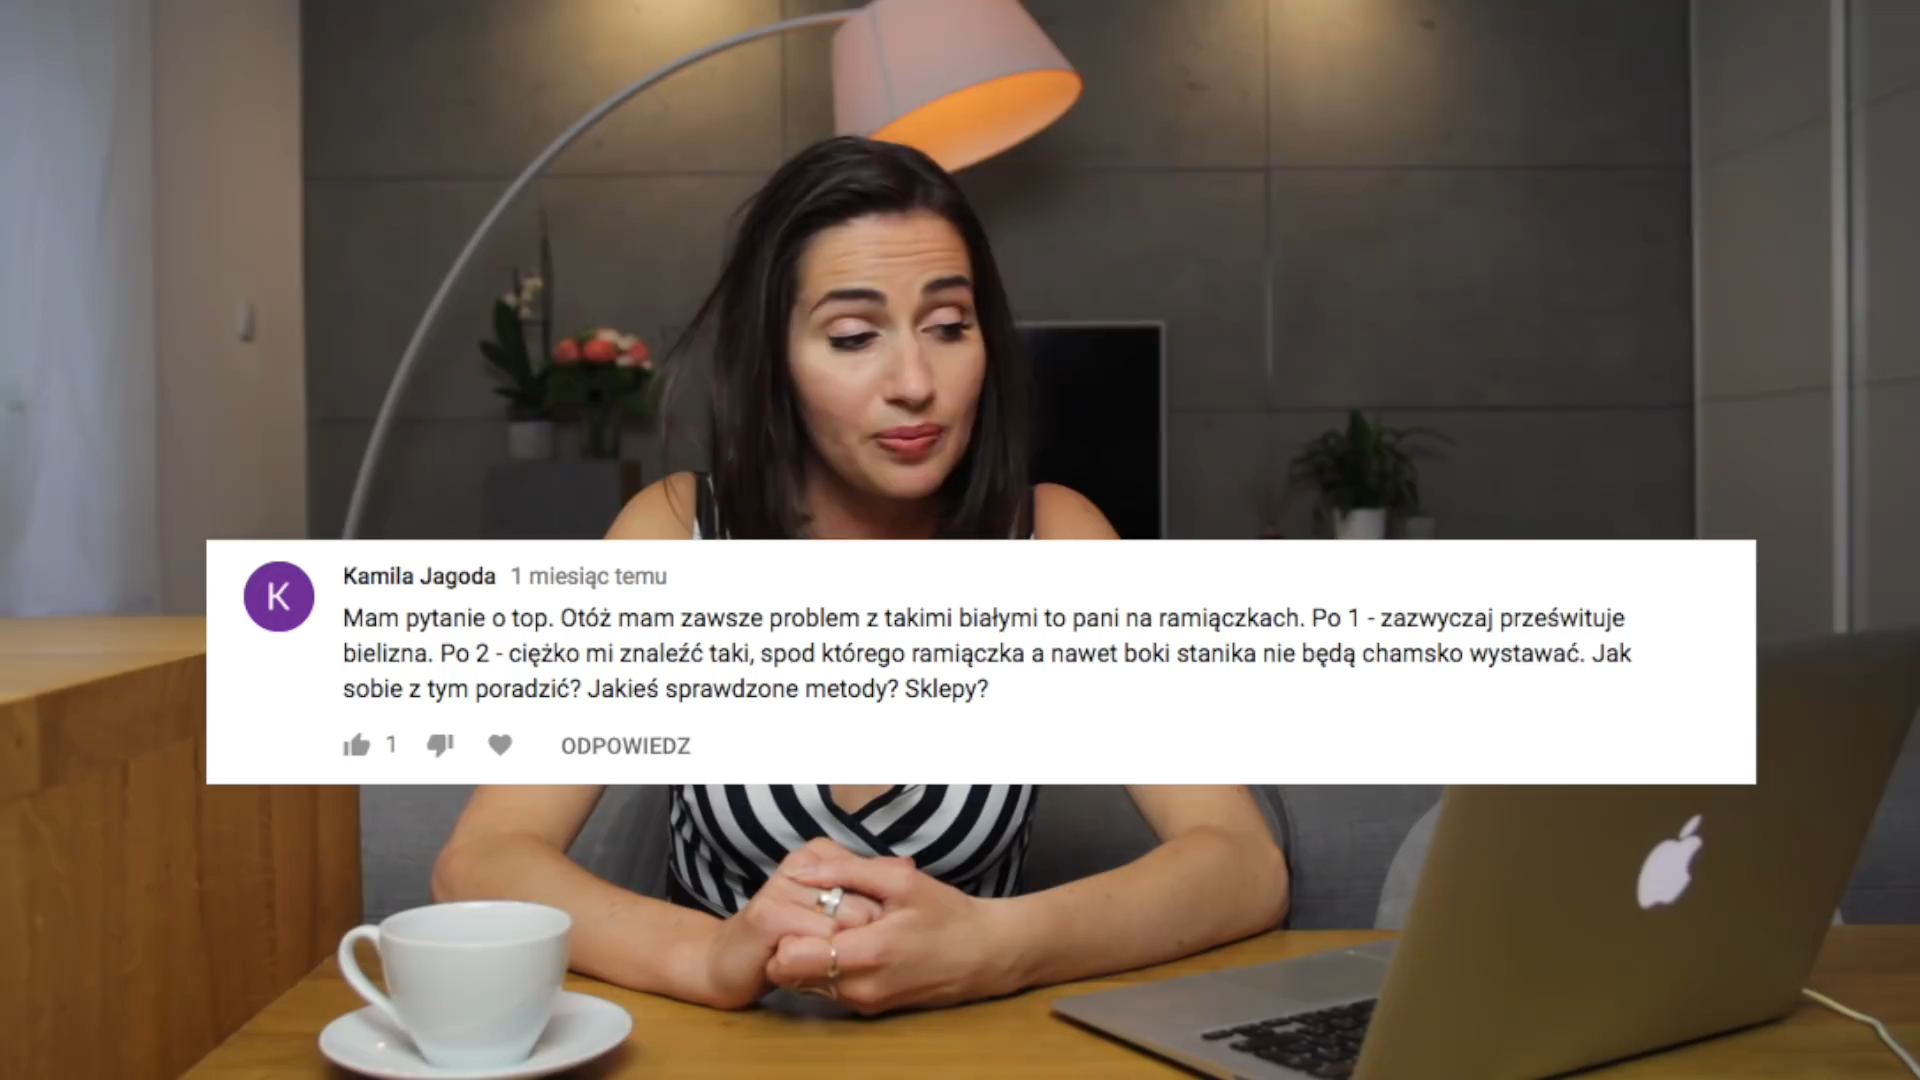 K
Kamila Jagoda 1 miesiąc temu
Mam pytanie o top. Otóż mam zawsze problem z takimi białymi to pani na ramiączkach. Po 1 - zazwyczaj prześwituje
bielizna. Po 2 - ciężko mi znaleźć taki, spod którego ramiączka a nawet boki stanika nie będą chamsko wystawać. Jak
sobie z tym poradzić? Jakieś sprawdzone metody? Sklepy?
1 ODPOWIEDZ